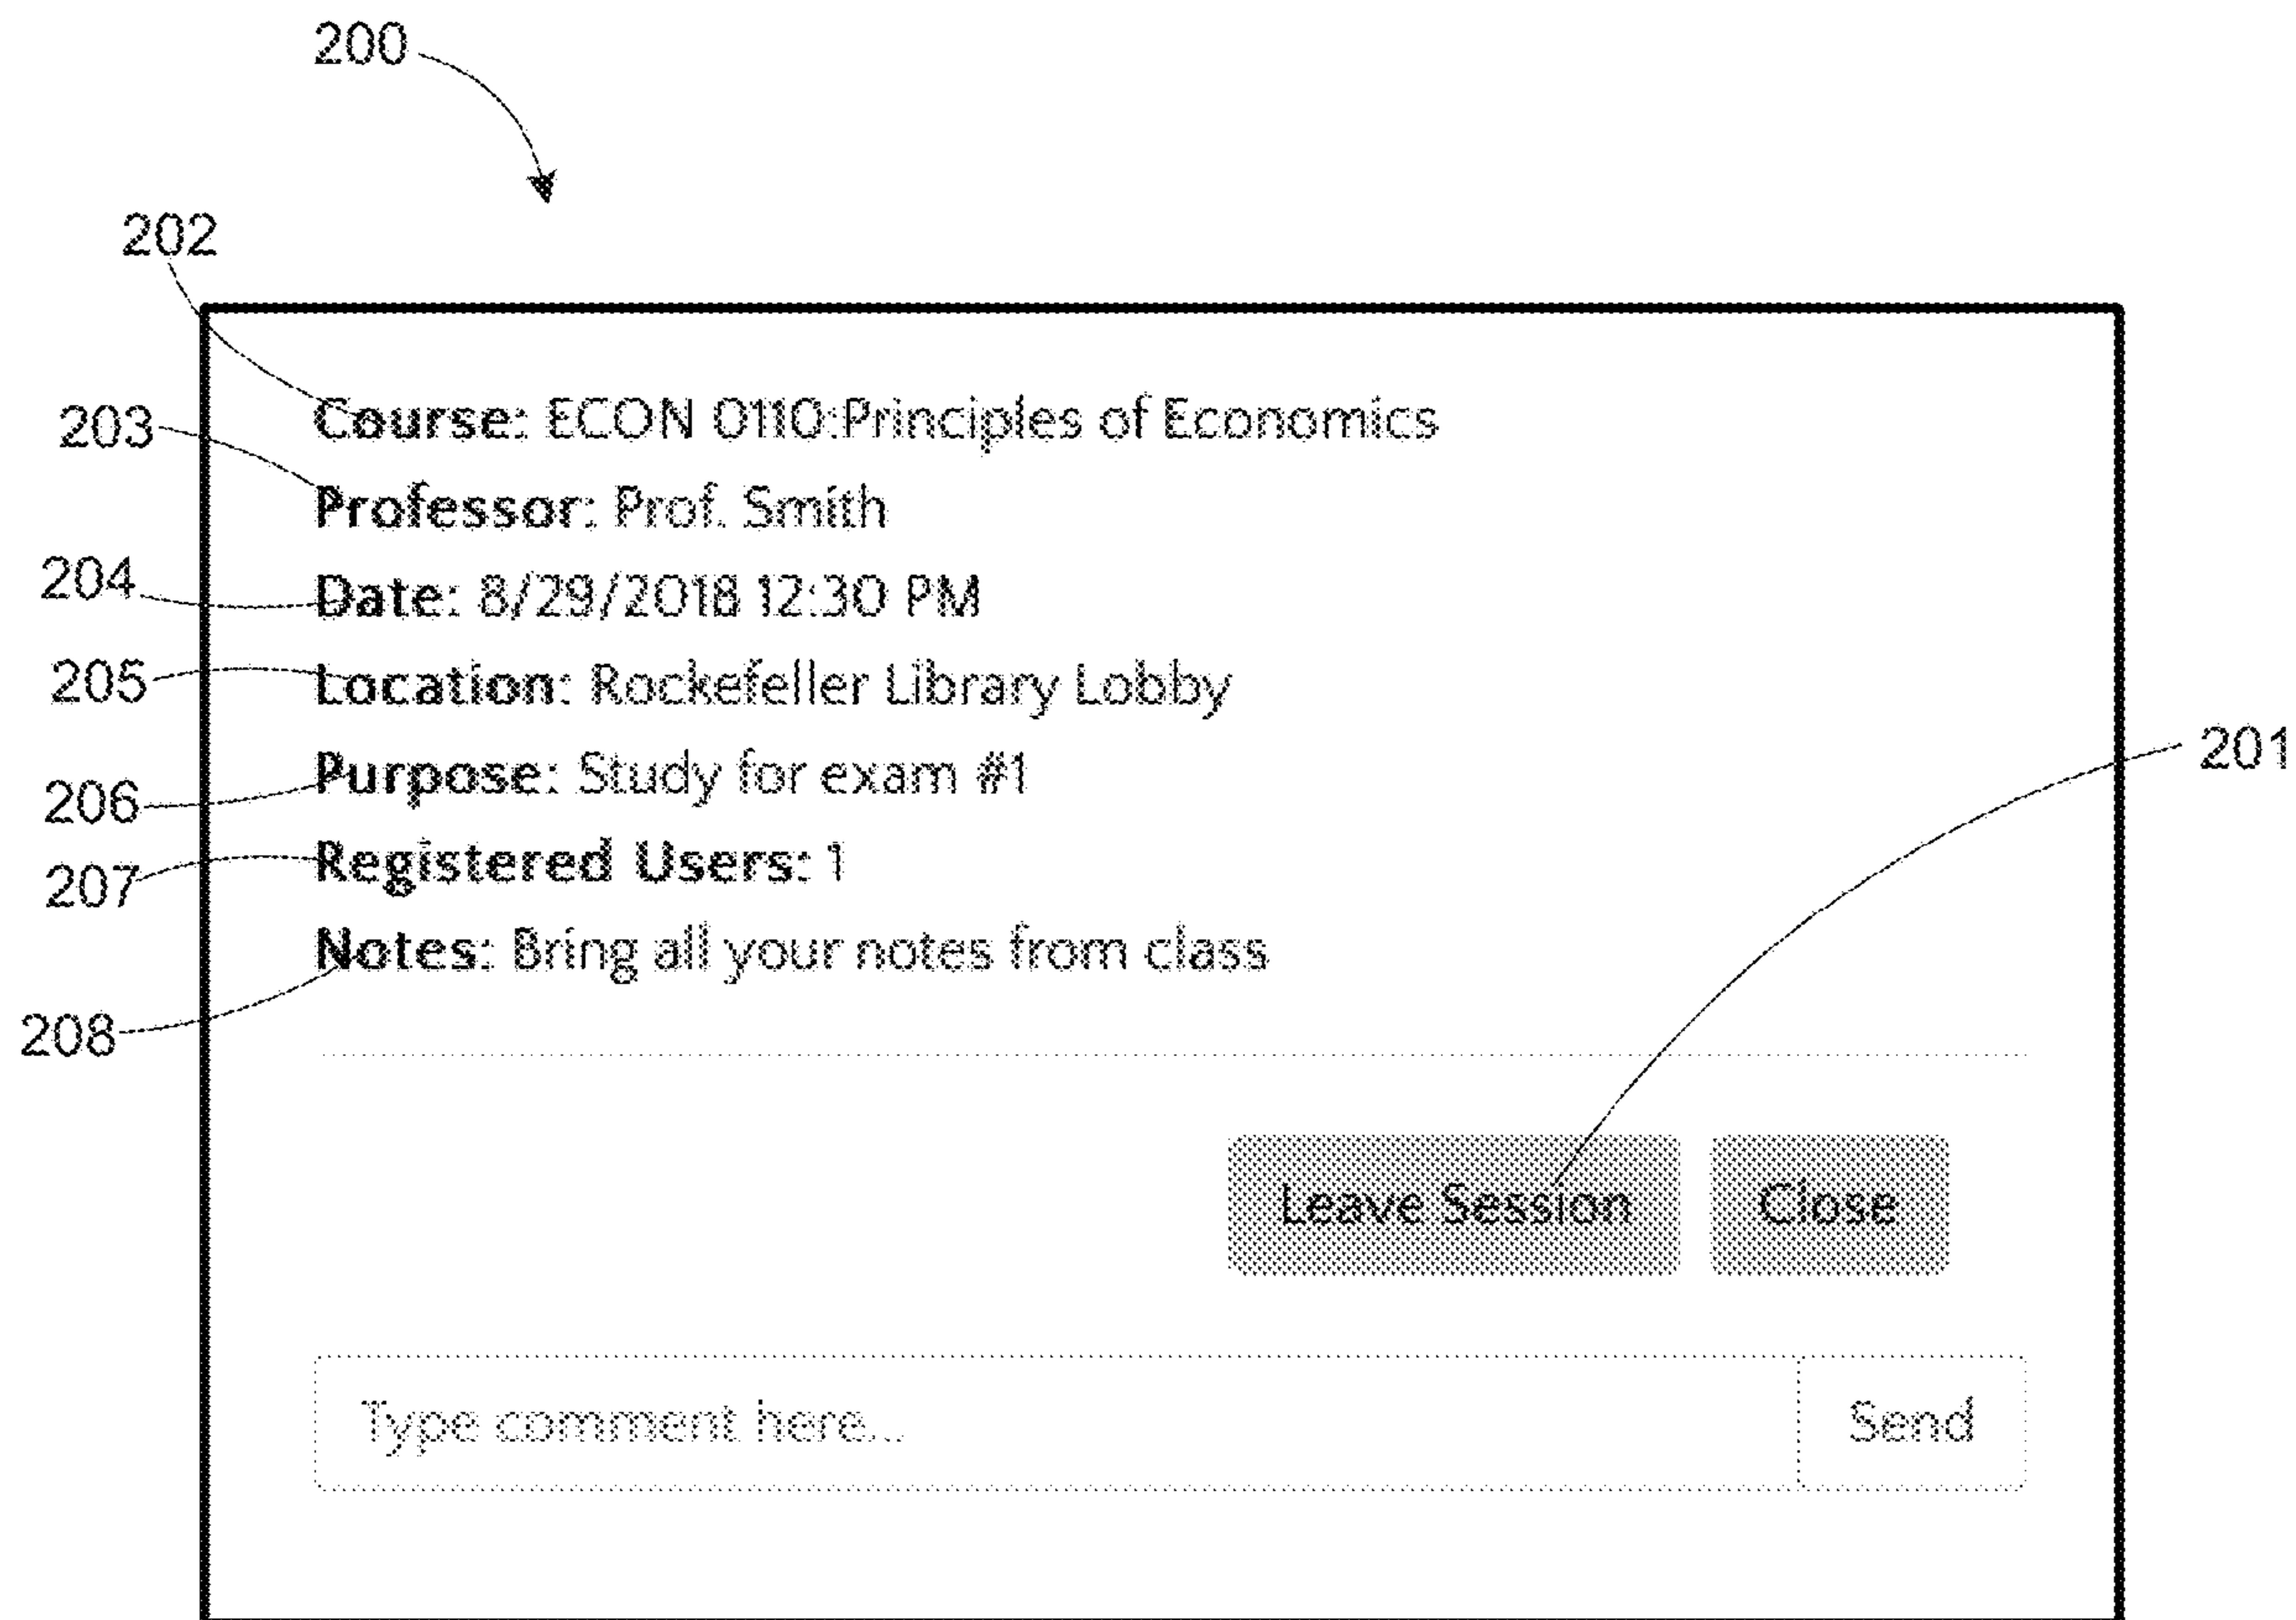 200
202
203
204
205
206
207
208
201
Course: ECON 0110:Principles of Economics
Professor: Prof. Smith
Date: 8/29/2018 12:30 PM
Location: Rockefeller Library Lobby
Purpose: Study for exam #1
Registered Users: 1
Notes: Bring all your notes from class
Leave Session Close
Type comment here... Send